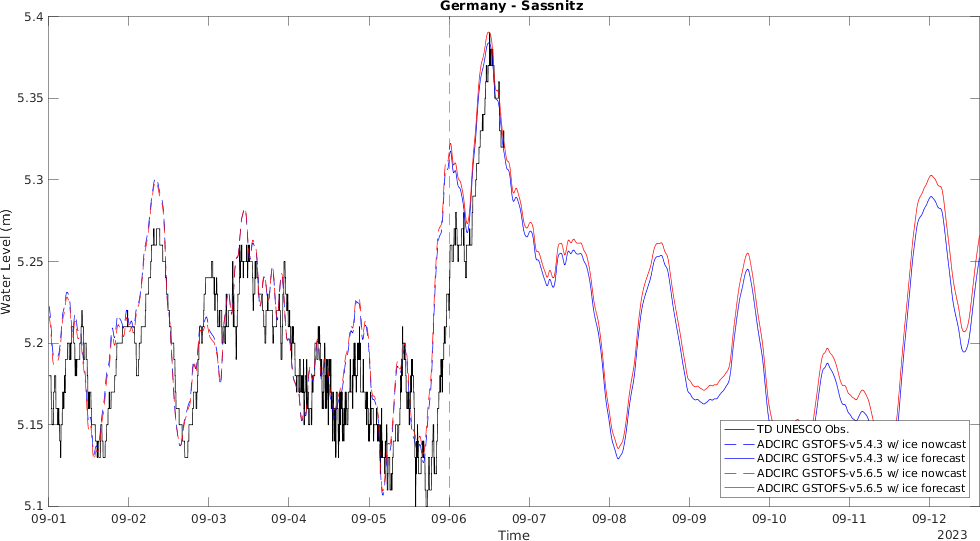 Germany - Sassnitz
5.4
5.35
5.3
5.25
5.2
5.15
5.1
Water Level (m)
TD UNESCO Obs.
ADCIRC GSTOFS-v5.4.3 w/ ice nowcast
ADCIRC GSTOFS-v5.4.3 w/ ice forecast
ADCIRC GSTOFS-v5.6.5 w/ ice nowcast
ADCIRC GSTOFS-v5.6.5 w/ ice forecast
09-01 09-02 09-03 09-04 09-05 09-06 09-07 09-08 09-09 09-10 09-11 09-12
Time
2023